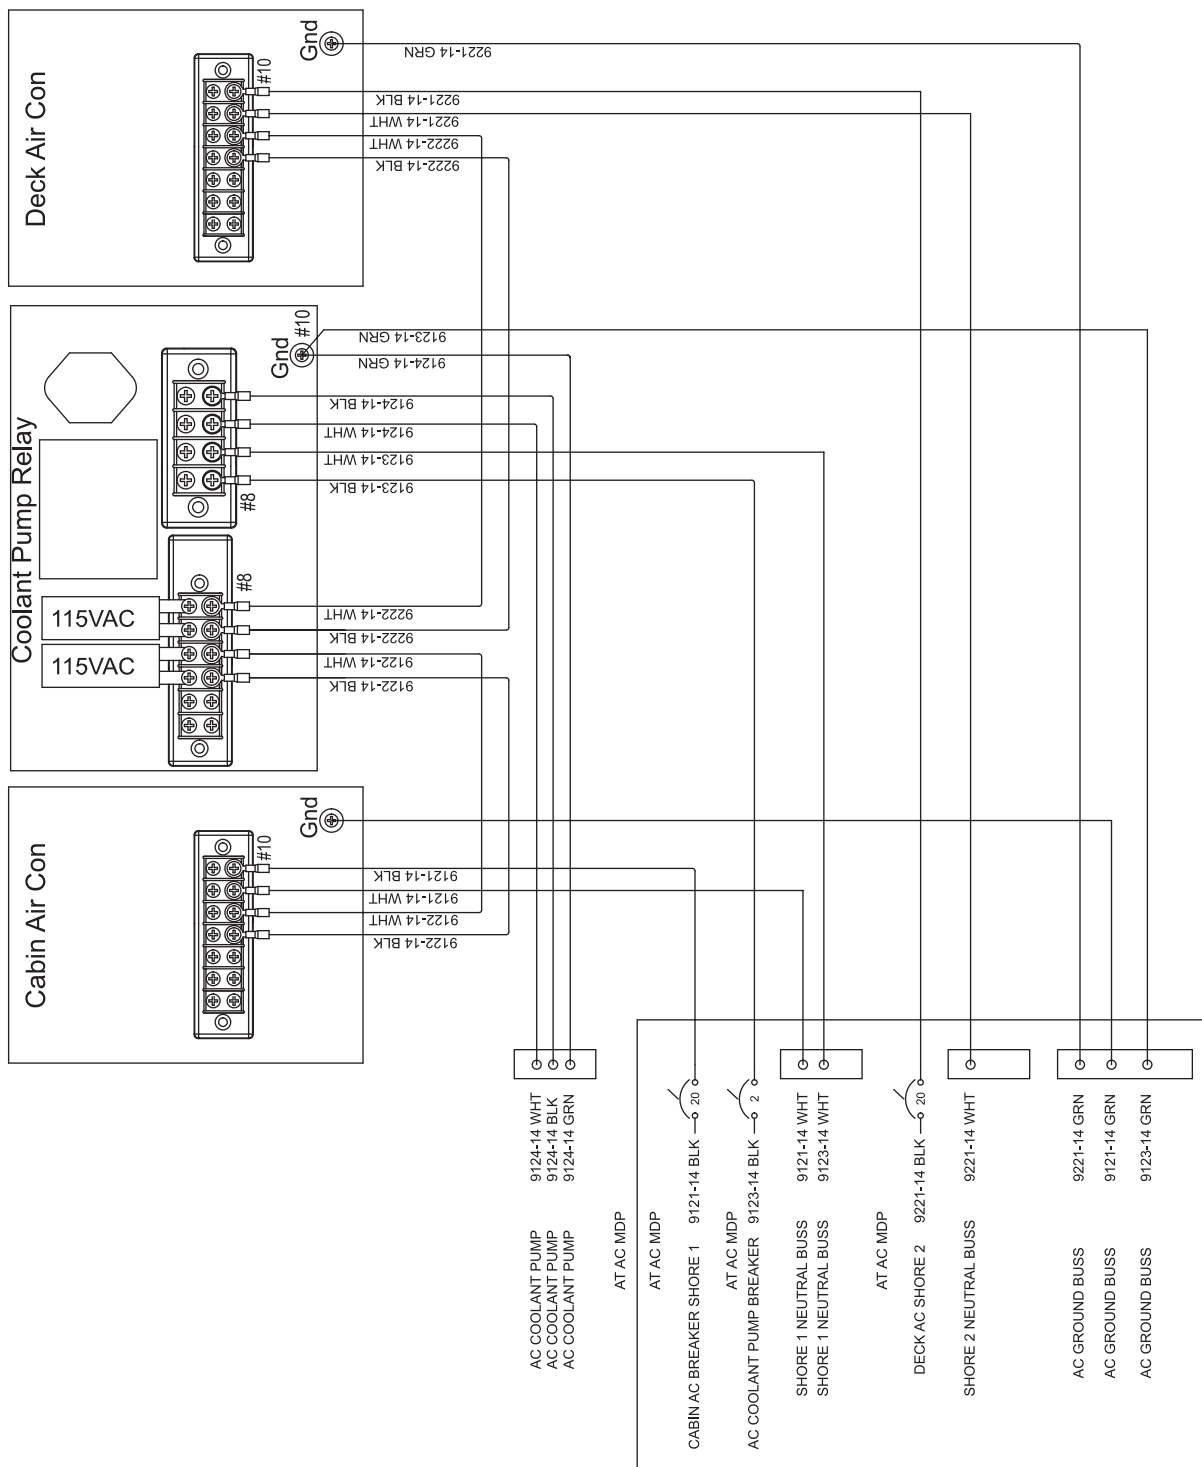 Deck Air Con
Gnd
#10
9221-14 GRN
9221-14 BLK
9221-14 WHT
9222-14 WHT
9222-14 BLK
Coolant Pump Relay
Gnd
#10
9123-14 GRN
9124-14 GRN
9124-14 BLK
9124-14 WHT
9123-14 WHT
9123-14 BLK
#8
#8
115VAC
115VAC
9222-14 WHT
9222-14 BLK
9122-14 WHT
9122-14 BLK
Cabin Air Con
Gnd
#10
9121-14 BLK
9121-14 WHT
9122-14 WHT
9122-14 BLK
AC COOLANT PUMP 9124-14 WHT
AC COOLANT PUMP 9124-14 BLK
AC COOLANT PUMP 9124-14 GRN
AT AC MDP
AT AC MDP
CABIN AC BREAKER SHORE 1 9121-14 BLK 20
AT AC MDP
AC COOLANT PUMP BREAKER 9123-14 BLK 2
SHORE 1 NEUTRAL BUSS 9121-14 WHT
SHORE 1 NEUTRAL BUSS 9123-14 WHT
AT AC MDP
DECK AC SHORE 2 9221-14 BLK 20
SHORE 2 NEUTRAL BUSS 9221-14 WHT
AC GROUND BUSS 9221-14 GRN
AC GROUND BUSS 9121-14 GRN
AC GROUND BUSS 9123-14 GRN